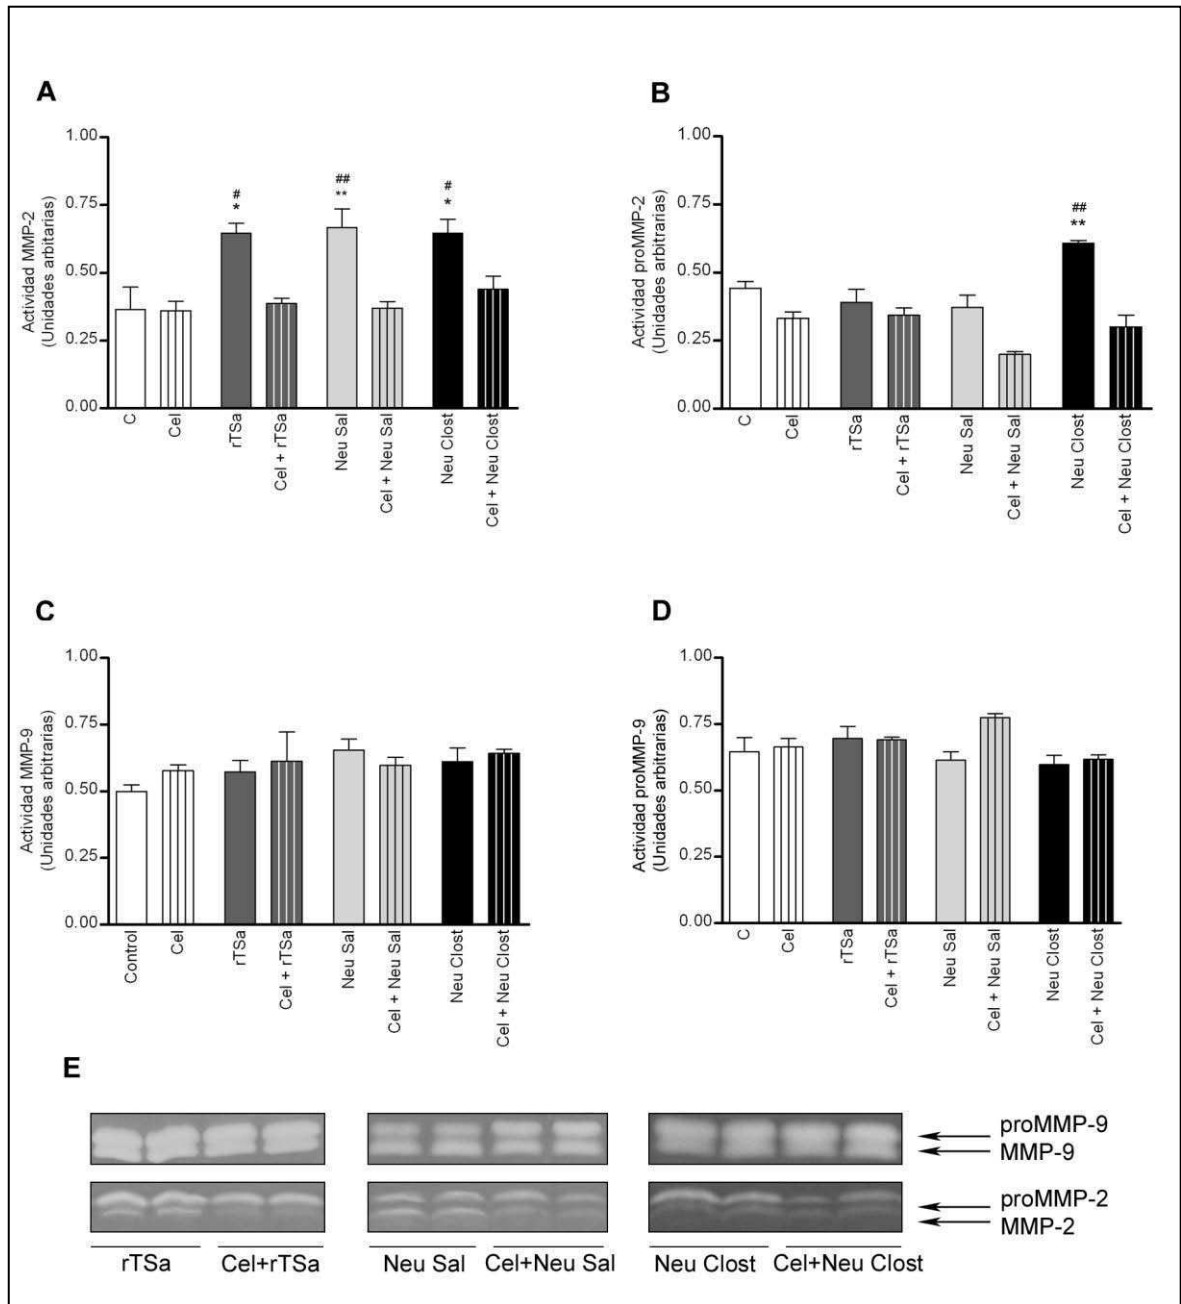 A
Actividad MMP-2
(Unidades arbitarias)
1.00
0.75
0.50
0.25
0.00
#
*
##
**
#
*
C
Cel
rTSa
Cel + rTSa
Neu Sal
Cel + Neu Sal
Neu Clost
Cel + Neu Clost
B
Actividad proMMP-2
(Unidades arbitrarias)
1.00
0.75
0.50
0.25
0.00
##
**
C
Cel
rTSa
Cel + rTSa
Neu Sal
Cel + Neu Sal
Neu Clost
Cel + Neu Clost
C
Actividad MMP-9
(Unidades arbitrarias)
1.00
0.75
0.50
0.25
0.00
Control
Cel
rTSa
Cel + rTSa
Neu Sal
Cel + Neu Sal
Neu Clost
Cel + Neu Clost
D
Actividad proMMP-9
(Unidades arbitrarias)
1.00
0.75
0.50
0.25
0.00
C
Cel
rTSa
Cel + rTSa
Neu Sal
Cel + Neu Sal
Neu Clost
Cel + Neu Clost
E
proMMP-9
MMP-9
proMMP-2
MMP-2
rTSa Cel+rTSa Neu Sal Cel+Neu Sal Neu Clost Cel+Neu Clost